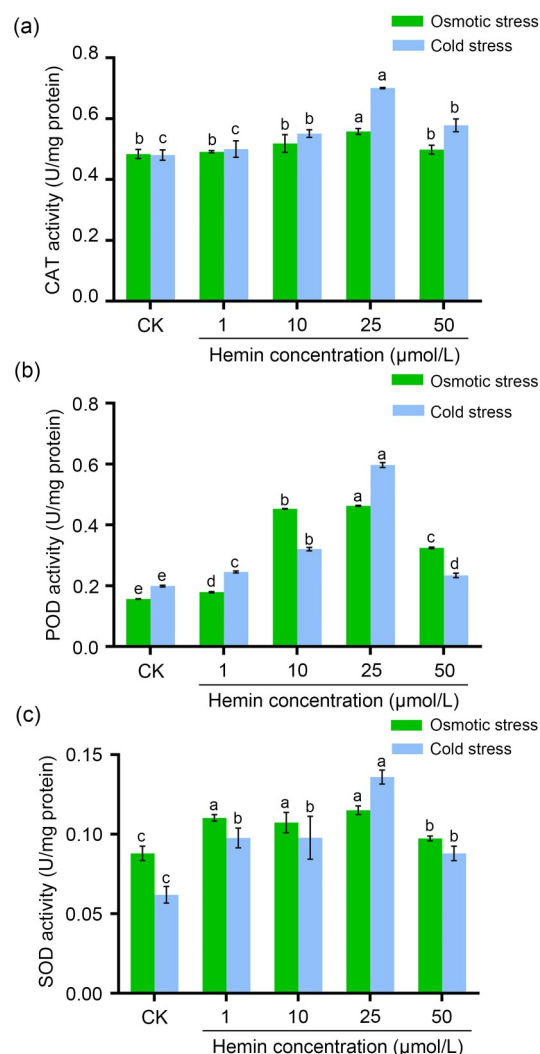 (a)
Osmotic stress
Cold stress
CAT activity (U/mg protein)
0.8
0.6
0.4
0.2
0.0
b c b c b b a a b b
CK 1 10 25 50
Hemin concentration (μmol/L)
(b)
Osmotic stress
Cold stress
POD activity (U/mg protein)
0.8
0.6
0.4
0.2
0.0
e e d c b b a a c d
CK 1 10 25 50
Hemin concentration (μmol/L)
(c)
Osmotic stress
Cold stress
SOD activity (U/mg protein)
0.15
0.10
0.05
0.00
c c a b a b a a b b
CK 1 10 25 50
Hemin concentration (μmol/L)